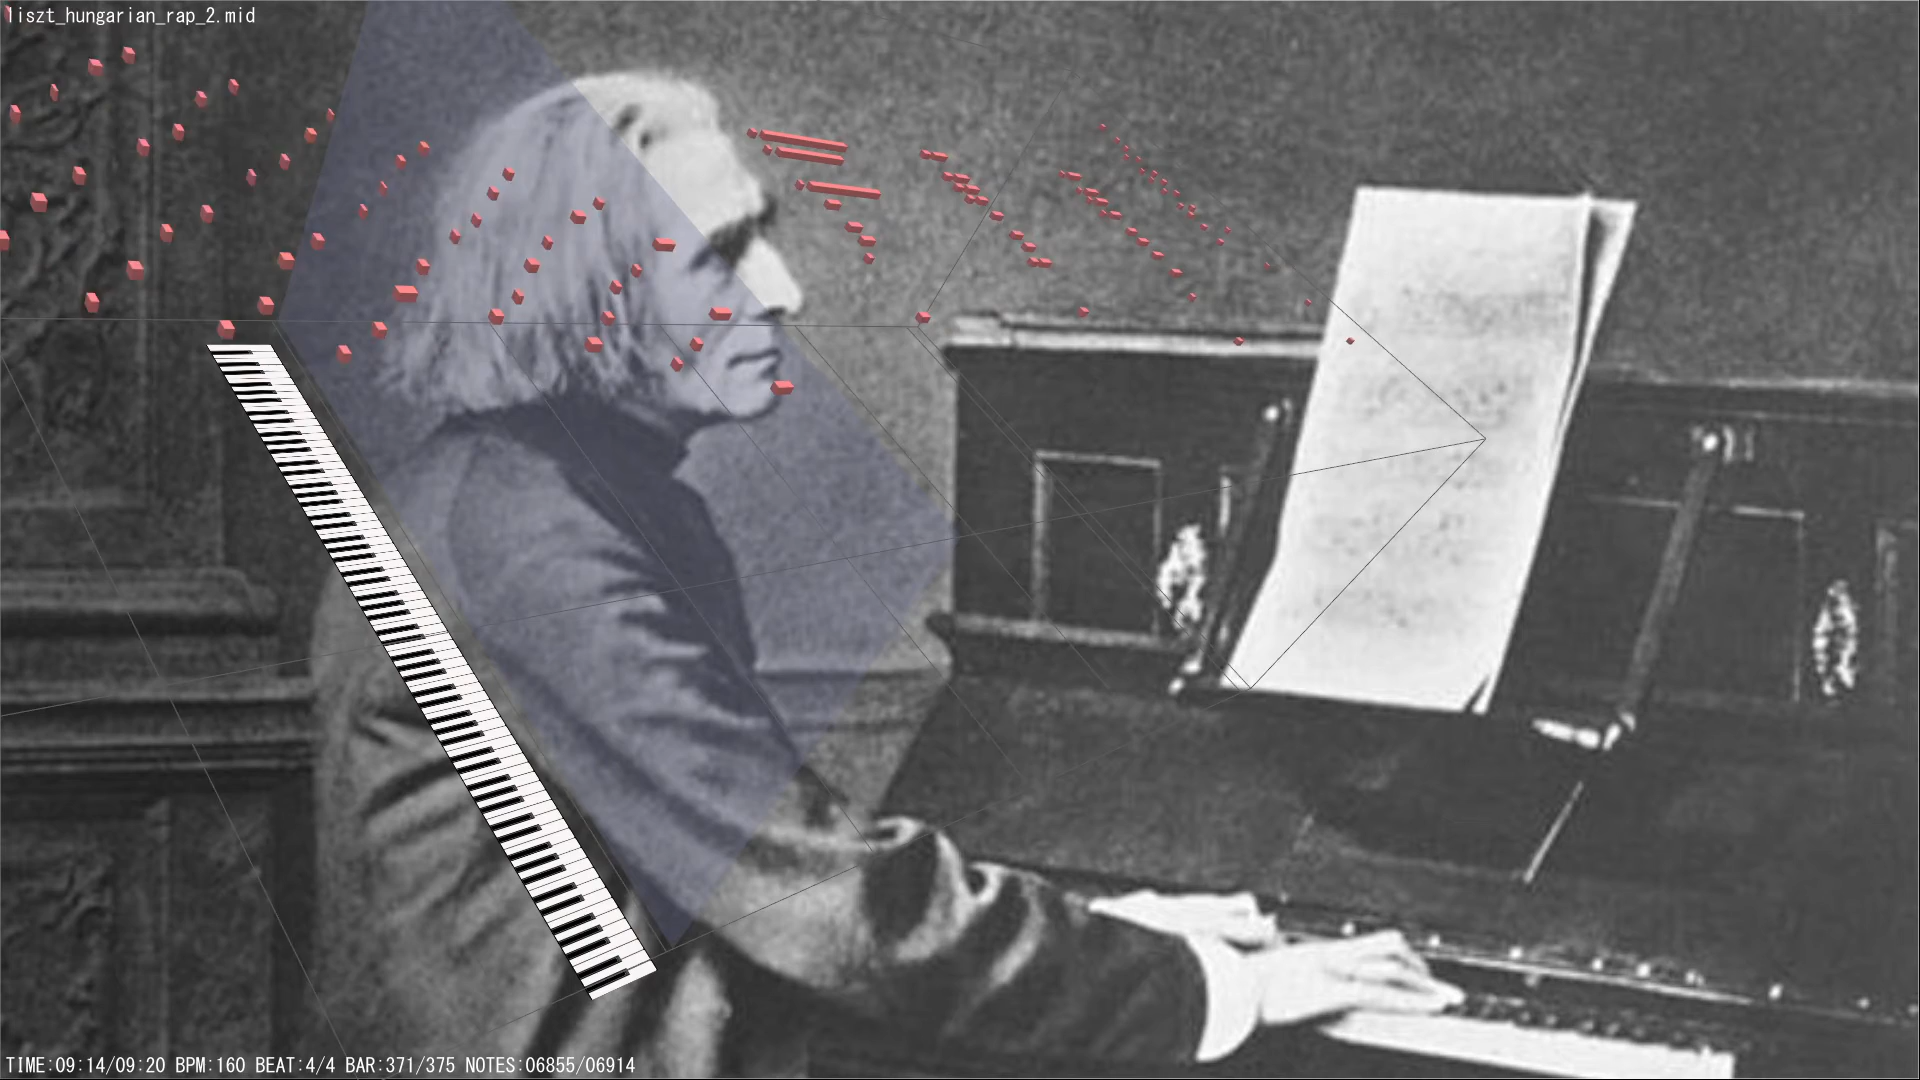 liszt_hungarian_rap_2.mid
TIME:09:14/09:20 BPM:160 BEAT:4/4 BAR:371/375 NOTES:06855/06914